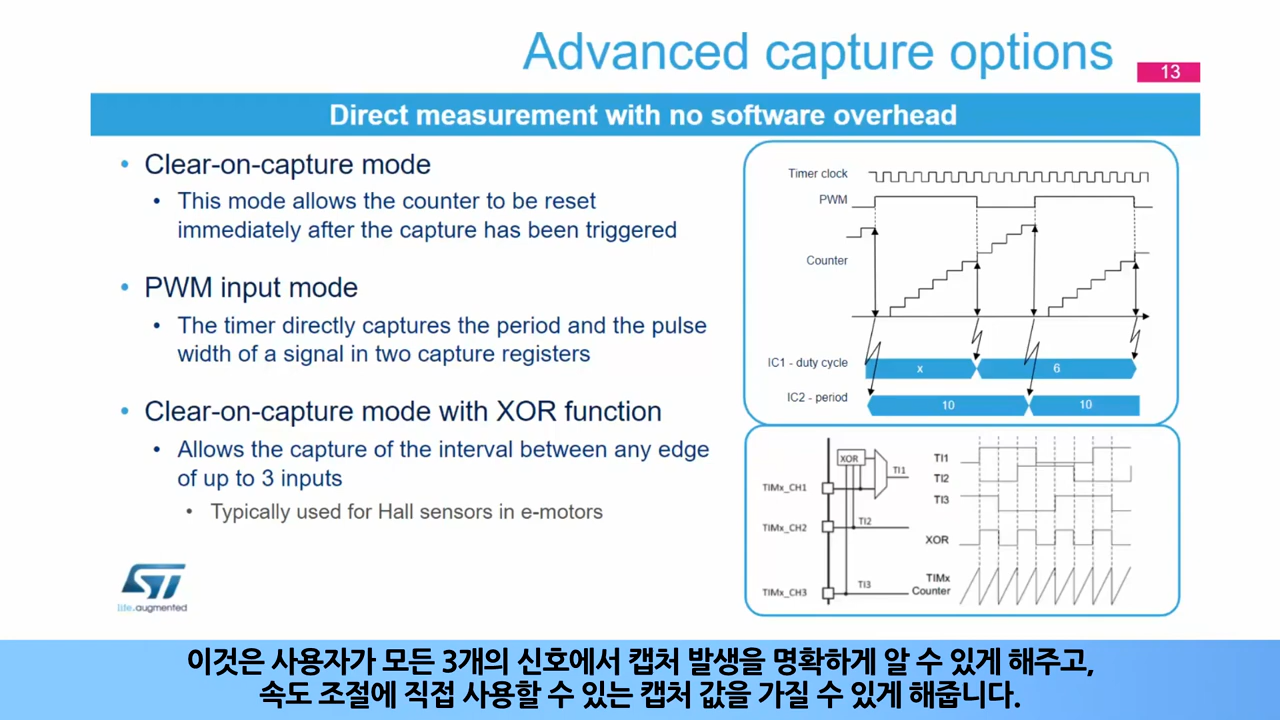 Advanced capture options
13
Direct measurement with no software overhead
• Clear-on-capture mode
• This mode allows the counter to be reset
immediately after the capture has been triggered
• PWM input mode
• The timer directly captures the period and the pulse
width of a signal in two capture registers
• Clear-on-capture mode with XOR function
• Allows the capture of the interval between any edge
of up to 3 inputs
• Typically used for Hall sensors in e-motors
Timer clock
PWM
Counter
IC1 - duty cycle
x
6
IC2 - period
10
10
XOR
TI1
TIMx_CH1
TIMx_CH2
TI2
TIMx_CH3
TI3
TI1
TI2
TI3
XOR
TIMx
Counter
ST
life.augmented
이것은 사용자가 모든 3개의 신호에서 캡처 발생을 명확하게 알 수 있게 해주고,
속도 조절에 직접 사용할 수 있는 캡처 값을 가질 수 있게 해줍니다.